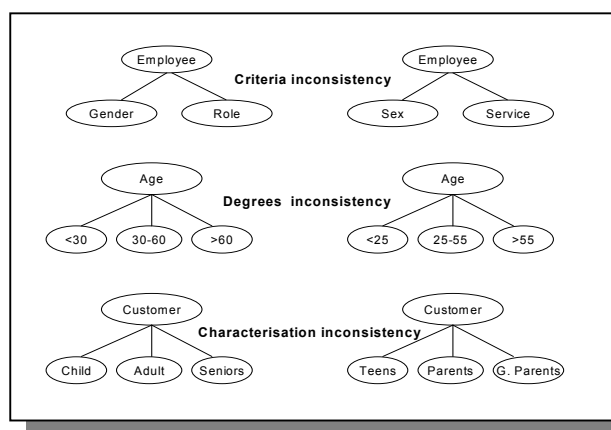 Employee Employee
Criteria inconsistency
Gender Role Sex Service
Age Age
Degrees inconsistency
<30 30-60 >60 <25 25-55 >55
Customer Customer
Characterisation inconsistency
Child Adult Seniors Teens Parents G. Parents